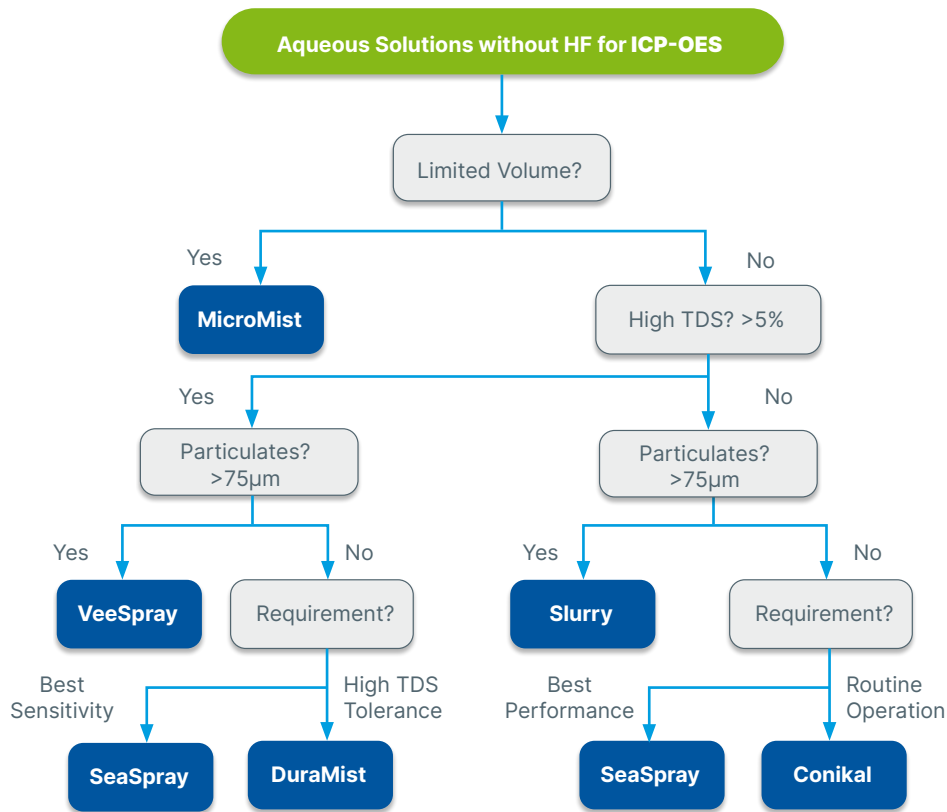 Aqueous Solutions without HF for ICP-OES
Limited Volume?
Yes
No
MicroMist
High TDS? >5%
Yes
No
Particulates?
>75µm
Particulates?
>75µm
Yes
No
Yes
No
VeeSpray
Requirement?
Slurry
Requirement?
Best
Sensitivity
High TDS
Tolerance
Best
Performance
Routine
Operation
SeaSpray
DuraMist
SeaSpray
Conikal